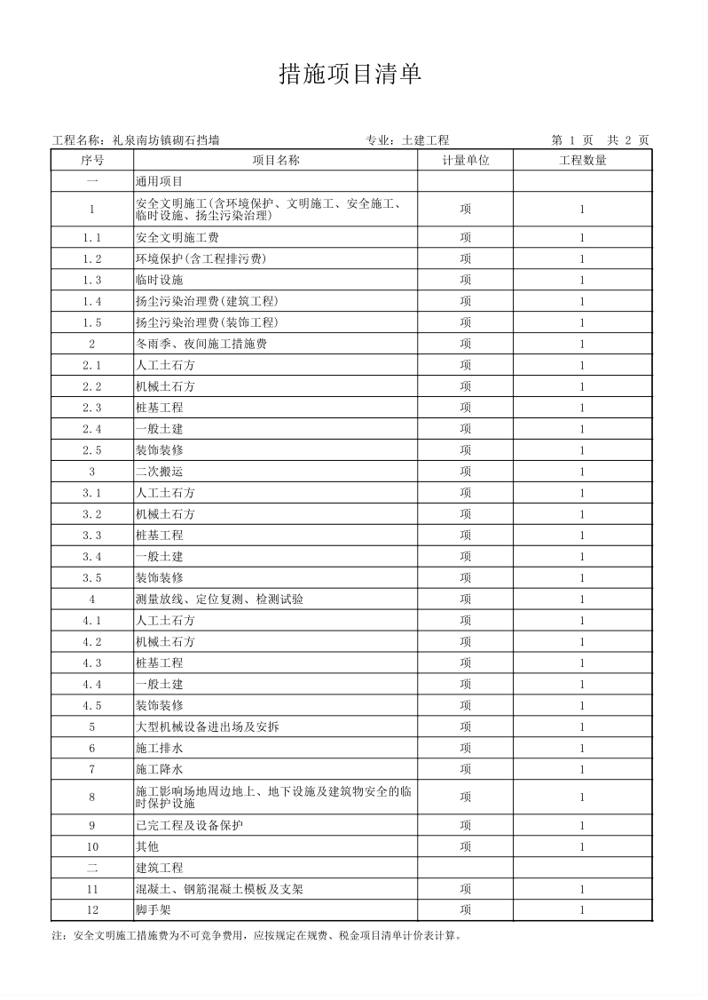 措施项目清单
工程名称：礼泉南坊镇砌石挡墙 专业：土建工程 第 1 页 共 2 页
序号 项目名称 计量单位 工程数量
一 通用项目
1 安全文明施工(含环境保护、文明施工、安全施工、 项 1
临时设施、扬尘污染治理)
1.1 安全文明施工费 项 1
1.2 环境保护(含工程排污费) 项 1
1.3 临时设施 项 1
1.4 扬尘污染治理费(建筑工程) 项 1
1.5 扬尘污染治理费(装饰工程) 项 1
2 冬雨季、夜间施工措施费 项 1
2.1 人工土石方 项 1
2.2 机械土石方 项 1
2.3 桩基工程 项 1
2.4 一般土建 项 1
2.5 装饰装修 项 1
3 二次搬运 项 1
3.1 人工土石方 项 1
3.2 机械土石方 项 1
3.3 桩基工程 项 1
3.4 一般土建 项 1
3.5 装饰装修 项 1
4 测量放线、定位复测、检测试验 项 1
4.1 人工土石方 项 1
4.2 机械土石方 项 1
4.3 桩基工程 项 1
4.4 一般土建 项 1
4.5 装饰装修 项 1
5 大型机械设备进出场及安拆 项 1
6 施工排水 项 1
7 施工降水 项 1
8 施工影响场地周边地上、地下设施及建筑物安全的临 项 1
时保护设施
9 已完工程及设备保护 项 1
10 其他 项 1
二 建筑工程
11 混凝土、钢筋混凝土模板及支架 项 1
12 脚手架 项 1
注：安全文明施工措施费为不可竞争费用，应按规定在规费、税金项目清单计价表计算。